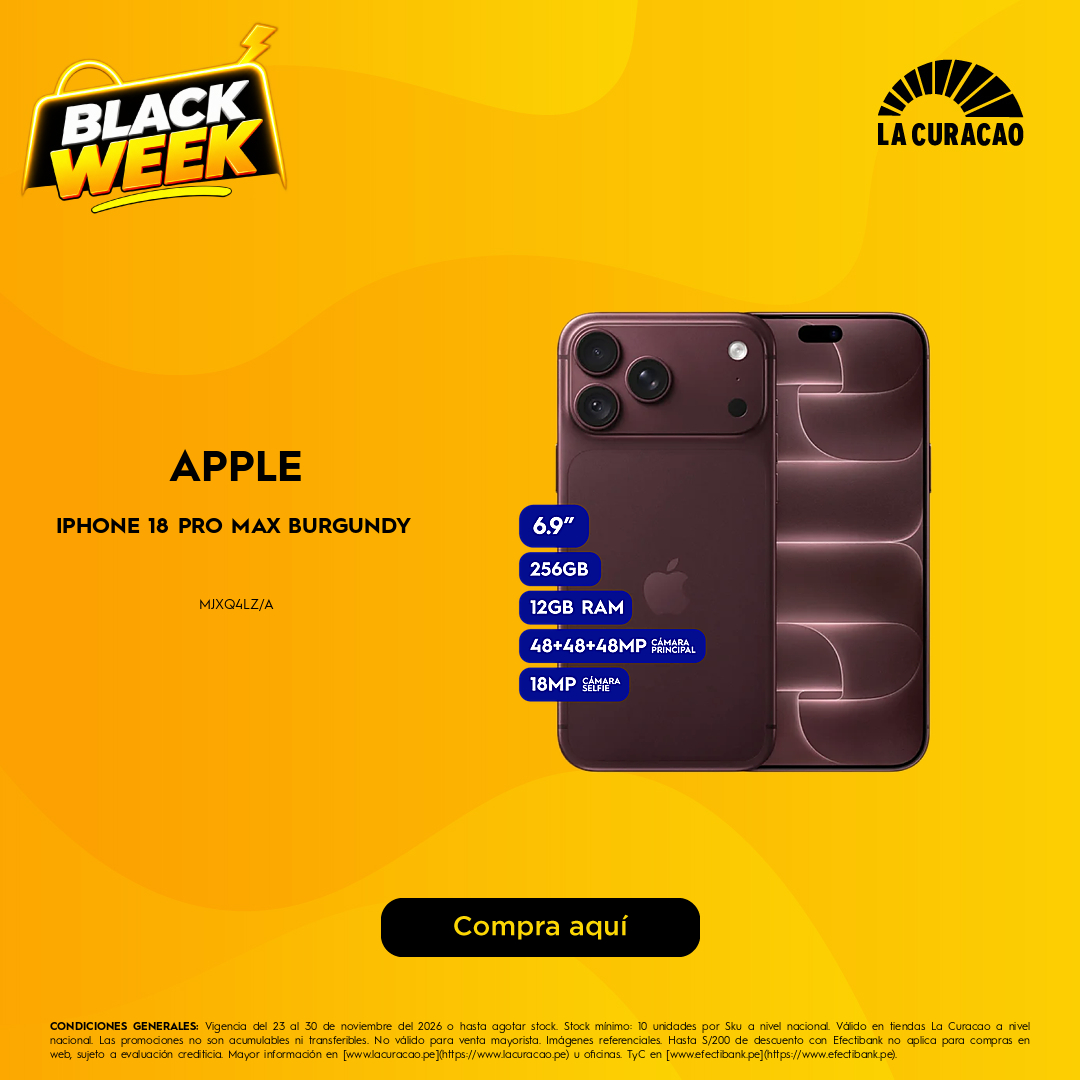 BLACK
WEEK
LA CURACAO
APPLE
IPHONE 18 PRO MAX BURGUNDY
MJXQ4LZ/A
6.9”
256GB
12GB RAM
48+48+48MP CÁMARA PRINCIPAL
18MP CÁMARA SELFIE
Compra aquí
CONDICIONES GENERALES: Vigencia del 23 al 30 de noviembre del 2026 o hasta agotar stock. Stock mínimo: 10 unidades por Sku a nivel nacional. Válido en tiendas La Curacao a nivel
nacional. Las promociones no son acumulables ni transferibles. No válido para venta mayorista. Imágenes referenciales. Hasta S/200 de descuento con Efectibank no aplica para compras en
web, sujeto a evaluación crediticia. Mayor información en [www.lacuracao.pe](https://www.lacuracao.pe) u oficinas. TyC en [www.efectibank.pe](https://www.efectibank.pe).